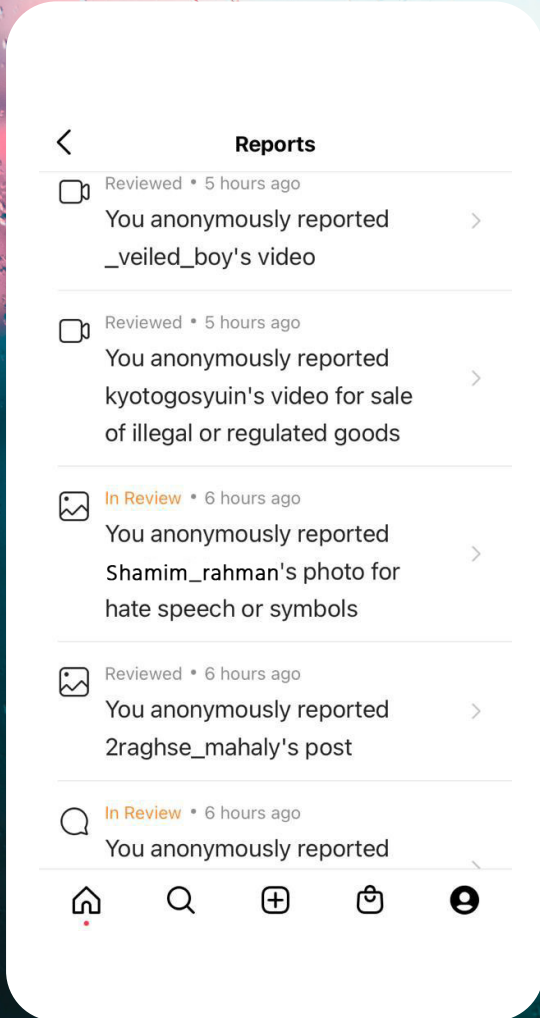 Reports
Reviewed • 5 hours ago
You anonymously reported
_veiled_boy's video
Reviewed • 5 hours ago
You anonymously reported
kyotogosyuin's video for sale
of illegal or regulated goods
In Review • 6 hours ago
You anonymously reported
Shamim_rahman's photo for
hate speech or symbols
Reviewed • 6 hours ago
You anonymously reported
2raghse_mahaly's post
In Review • 6 hours ago
You anonymously reported